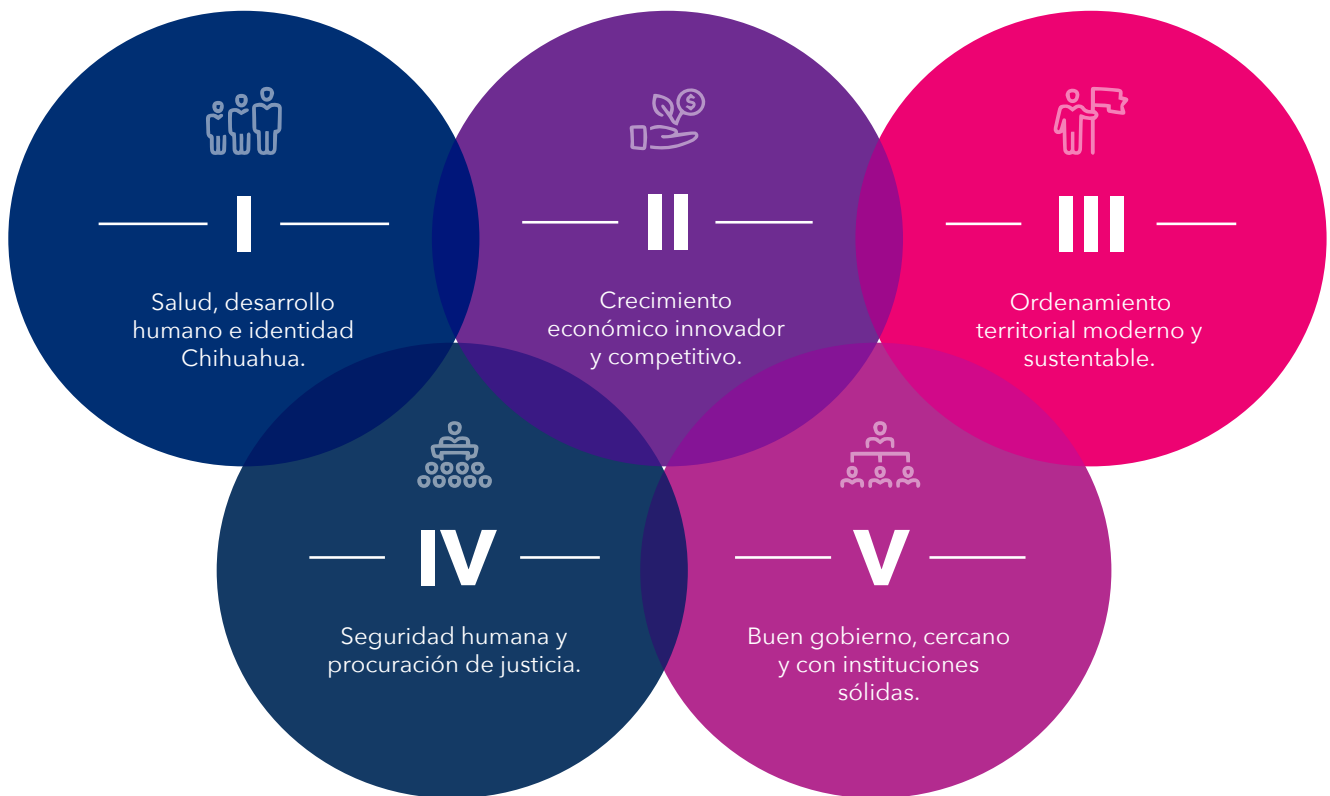 I
Salud, desarrollo
humano e identidad
Chihuahua.
II
Crecimiento
económico innovador
y competitivo.
III
Ordenamiento
territorial moderno y
sustentable.
IV
Seguridad humana y
procuración de justicia.
V
Buen gobierno, cercano
y con instituciones
sólidas.